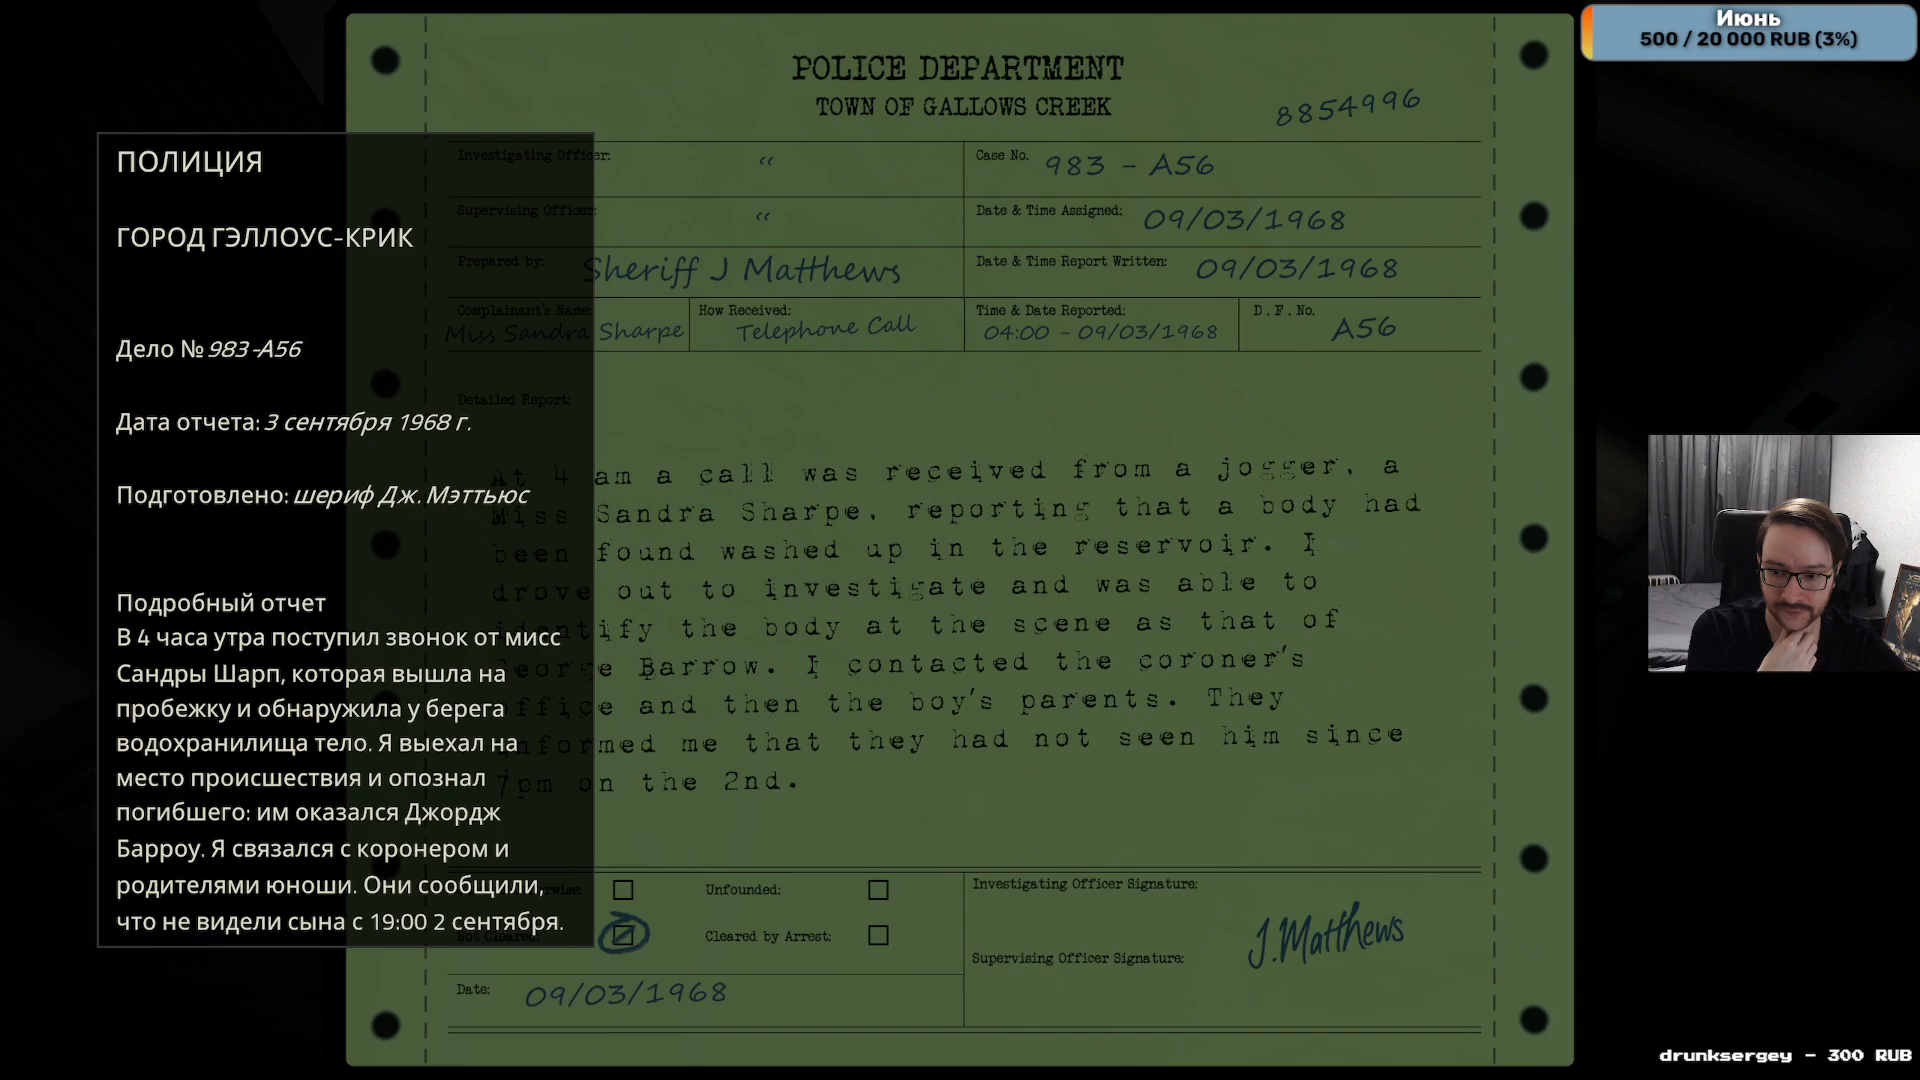 Июнь
500 / 20 000 RUB (3%)
POLICE DEPARTMENT
TOWN OF GALLOWS CREEK
8854996
Investigating Officer: “
Case No. 983 - A56
Supervising Officer: “
Date & Time Assigned: 09/03/1968
Prepared by: Sheriff J Matthews
Date & Time Report Written: 09/03/1968
Complainant's Name: Miss Sandra Sharpe
How Received: Telephone Call
Time & Date Reported: 04:00 - 09/03/1968
D.F.No. A56
Detailed Report:
At 4 am a call was received from a jogger, a
Miss Sandra Sharpe, reporting that a body had
been found washed up in the reservoir. I
drove out to investigate and was able to
identify the body at the scene as that of
George Barrow. I contacted the coroner's
office and then the boy's parents. They
informed me that they had not seen him since
7pm on the 2nd.
Unfounded:
Not Cleared:
Cleared by Arrest:
Date: 09/03/1968
Investigating Officer Signature:
J.Matthews
Supervising Officer Signature:
ПОЛИЦИЯ
ГОРОД ГЭЛЛОУС-КРИК
Дело № 983-A56
Дата отчета: 3 сентября 1968 г.
Подготовлено: шериф Дж. Мэттьюс
Подробный отчет
В 4 часа утра поступил звонок от мисс
Сандры Шарп, которая вышла на
пробежку и обнаружила у берега
водохранилища тело. Я выехал на
место происшествия и опознал
погибшего: им оказался Джордж
Барроу. Я связался с коронером и
родителями юноши. Они сообщили,
что не видели сына с 19:00 2 сентября.
drunksergey - 300 RUB